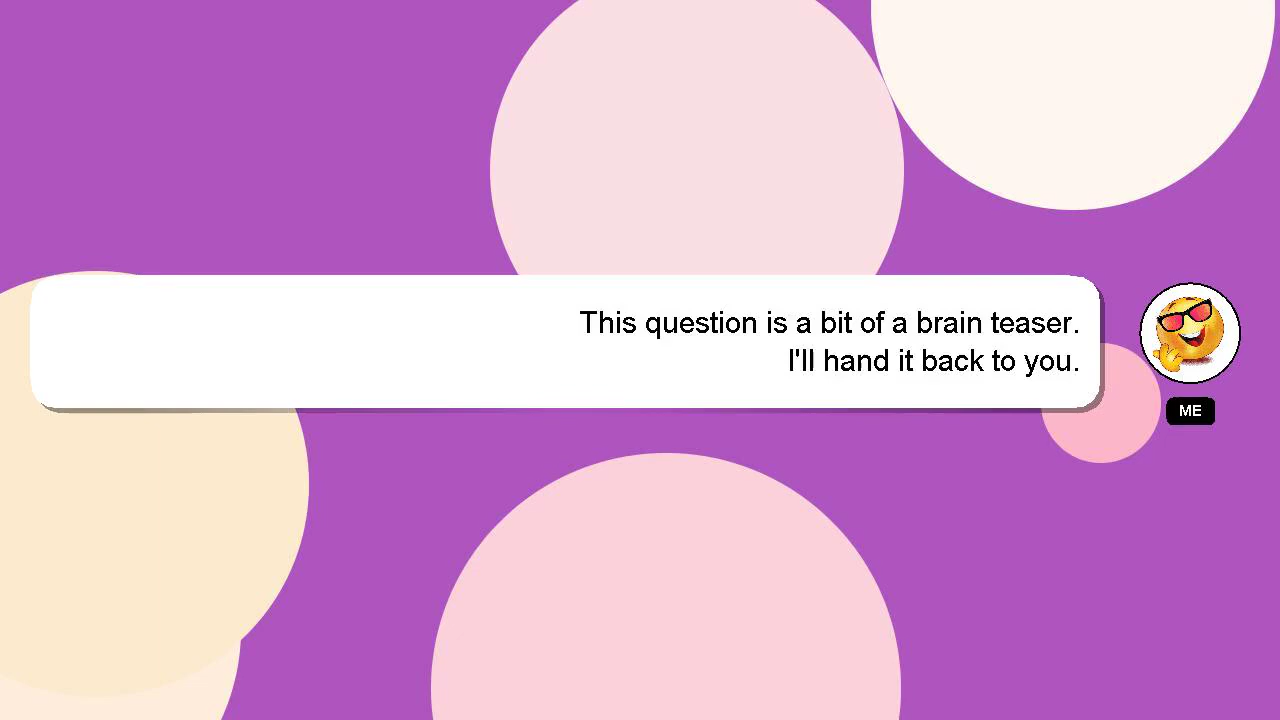 This question is a bit of a brain teaser.
I'll hand it back to you.
ME